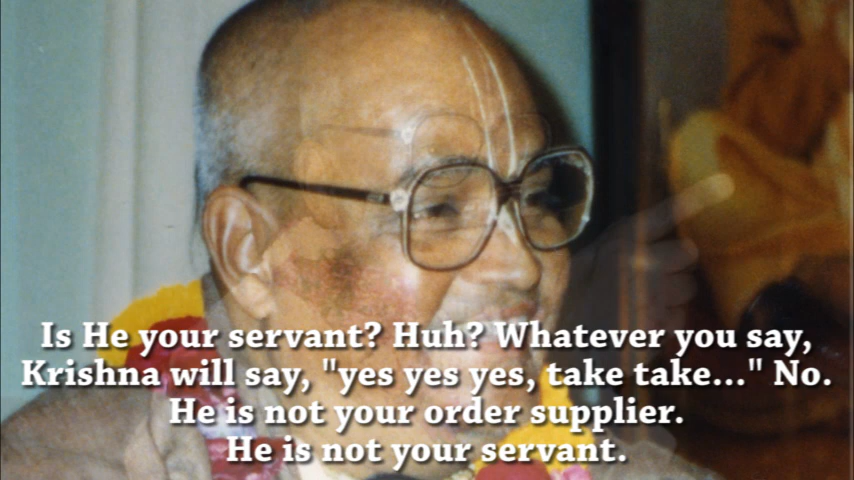 Is He your servant? Huh? Whatever you say,
Krishna will say, "yes yes yes, take take..." No.
He is not your order supplier.
He is not your servant.